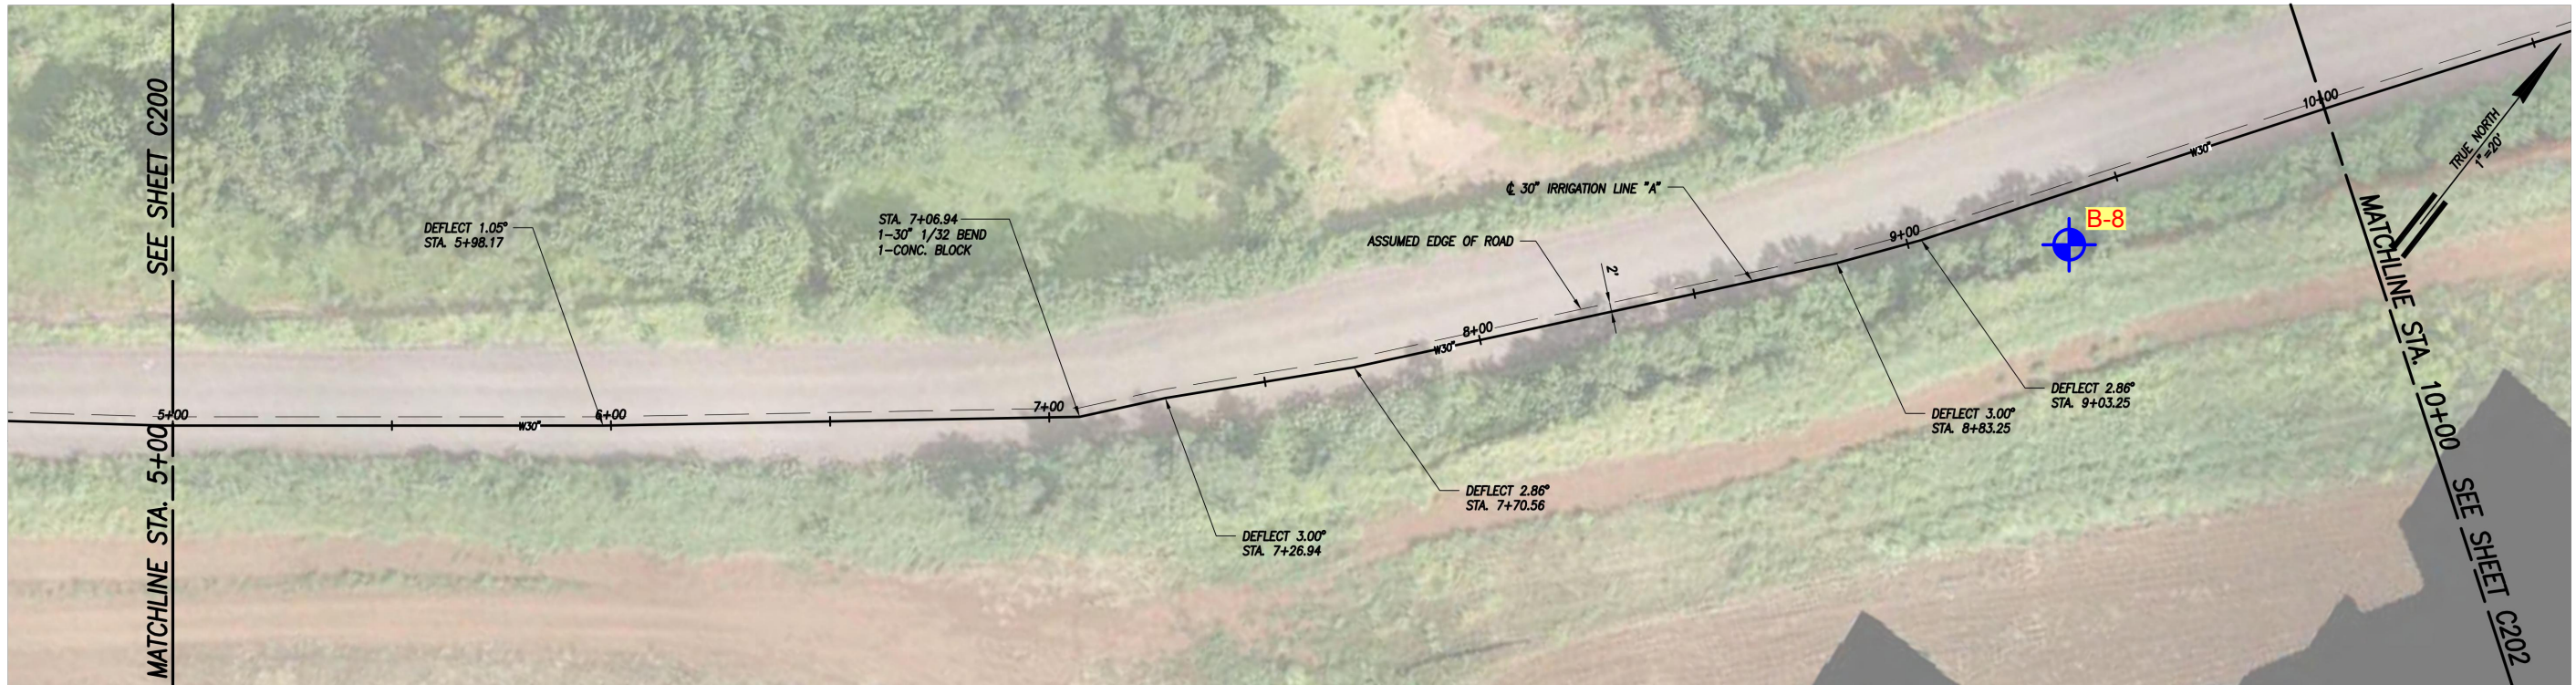 MATCHLINE STA. 5+00 SEE SHEET C200
DEFLECT 1.05°
STA. 5+98.17
STA. 7+06.94
1-30" 1/32 BEND
1-CONC. BLOCK
℄ 30" IRRIGATION LINE "A"
ASSUMED EDGE OF ROAD
2'
5+00
W30"
6+00
7+00
W30"
8+00
9+00
W30"
10+00
B-8
TRUE NORTH
1"=20'
DEFLECT 3.00°
STA. 7+26.94
DEFLECT 2.86°
STA. 7+70.56
DEFLECT 3.00°
STA. 8+83.25
DEFLECT 2.86°
STA. 9+03.25
MATCHLINE STA. 10+00 SEE SHEET C202